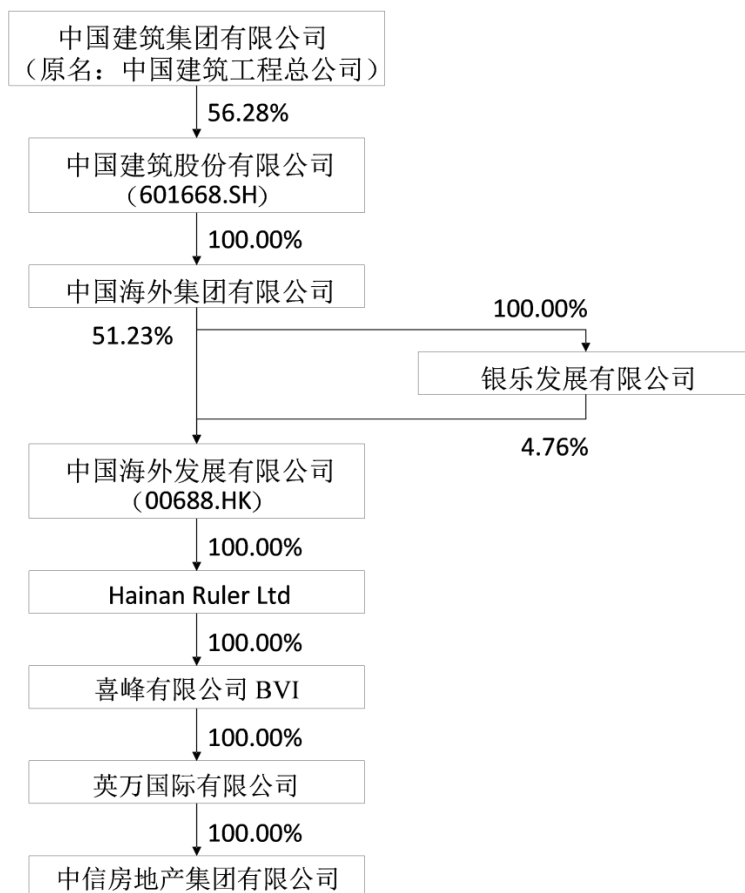 中国建筑集团有限公司
（原名：中国建筑工程总公司）
56.28%
中国建筑股份有限公司
（601668.SH）
100.00%
中国海外集团有限公司
51.23%
100.00%
银乐发展有限公司
4.76%
中国海外发展有限公司
（00688.HK）
100.00%
Hainan Ruler Ltd
100.00%
喜峰有限公司 BVI
100.00%
英万国际有限公司
100.00%
中信房地产集团有限公司